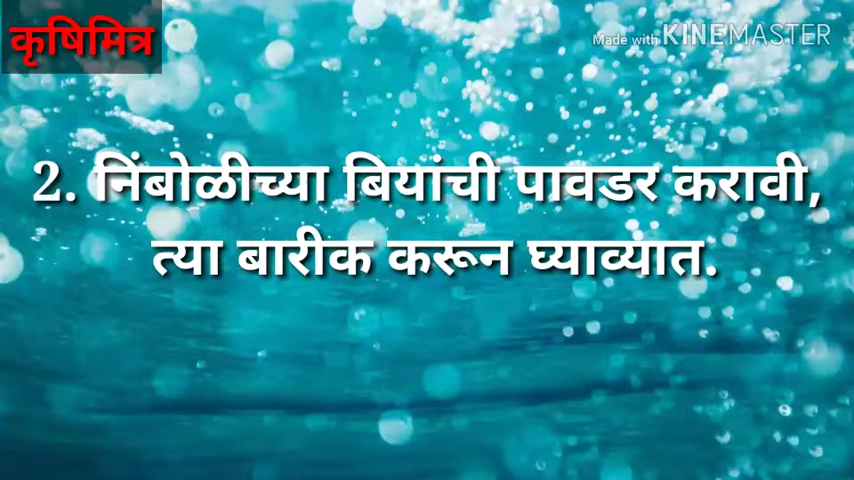 कृषिमित्र
Made with KINEMASTER
2. निंबोळीच्या बियांची पावडर करावी,
त्या बारीक करून घ्याव्यात.